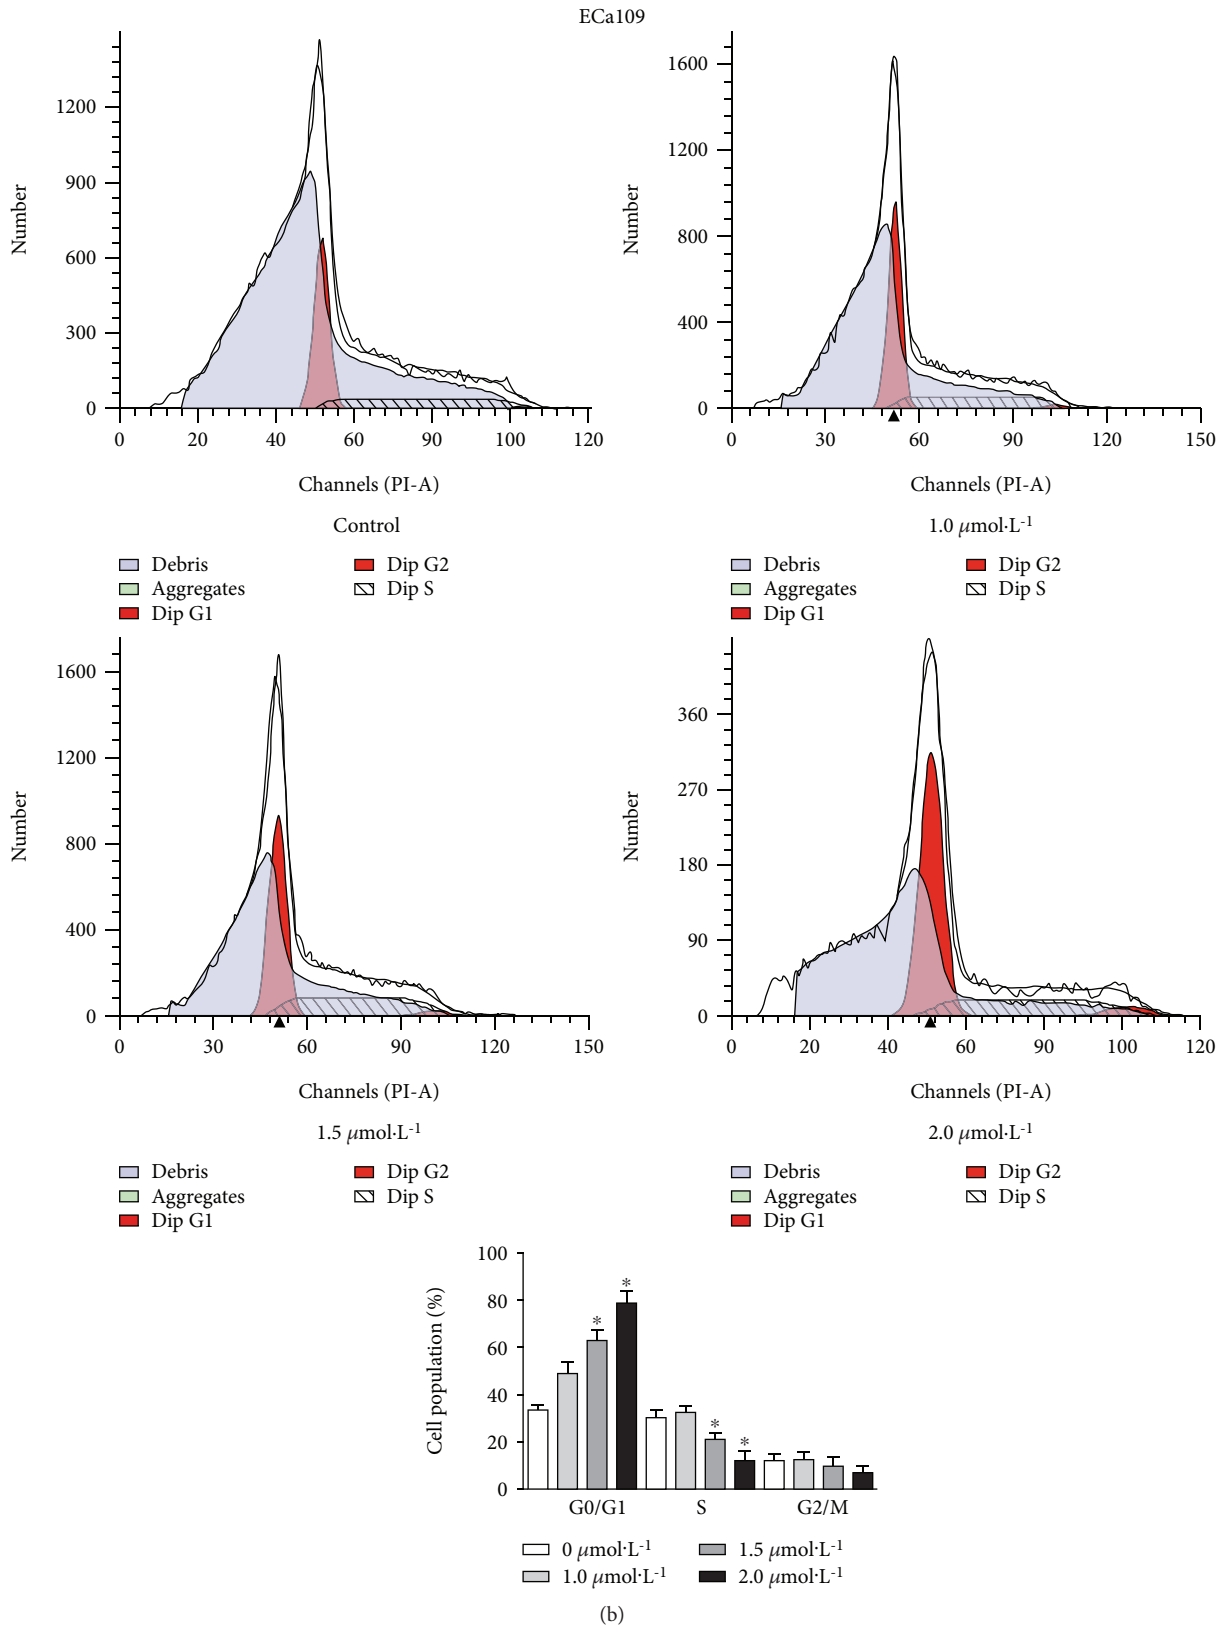 ECa109
1200
900
600
300
0
Number
0 20 40 60 90 100 120
Channels (PI-A)
Control
Debris
Aggregates
Dip G1
Dip G2
Dip S
1600
1200
800
400
0
Number
0 30 60 90 120 150
Channels (PI-A)
1.0 µmol·L-1
Debris
Aggregates
Dip G1
Dip G2
Dip S
1600
1200
800
400
0
Number
0 30 60 90 120 150
Channels (PI-A)
1.5 µmol·L-1
Debris
Aggregates
Dip G1
Dip G2
Dip S
360
270
180
90
0
Number
0 20 40 60 90 100 120
Channels (PI-A)
2.0 µmol·L-1
Debris
Aggregates
Dip G1
Dip G2
Dip S
100
80
60
40
20
0
Cell population (%)
* * * *
G0/G1 S G2/M
0 µmol·L-1
1.0 µmol·L-1
1.5 µmol·L-1
2.0 µmol·L-1
(b)